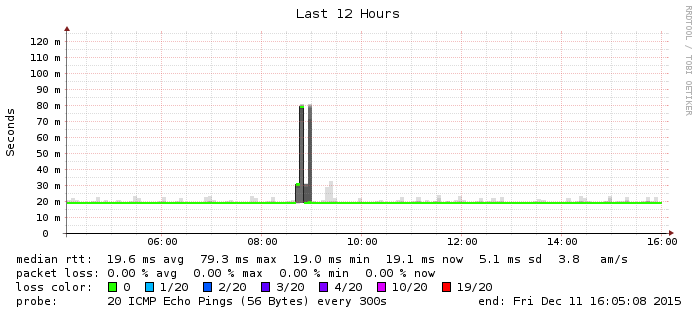 Last 12 Hours
RRDTOOL / TOBI OETIKER
Seconds
120 m
110 m
100 m
90 m
80 m
70 m
60 m
50 m
40 m
30 m
20 m
10 m
0
06:00 08:00 10:00 12:00 14:00 16:00
median rtt: 19.6 ms avg 79.3 ms max 19.0 ms min 19.1 ms now 5.1 ms sd 3.8 am/s
packet loss: 0.00 % avg 0.00 % max 0.00 % min 0.00 % now
loss color: 0 1/20 2/20 3/20 4/20 10/20 19/20
probe: 20 ICMP Echo Pings (56 Bytes) every 300s end: Fri Dec 11 16:05:08 2015